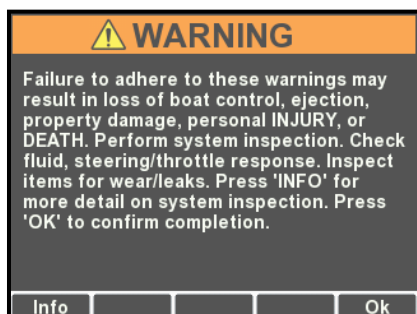 WARNING
Failure to adhere to these warnings may
result in loss of boat control, ejection,
property damage, personal INJURY, or
DEATH. Perform system inspection. Check
fluid, steering/throttle response. Inspect
items for wear/leaks. Press 'INFO' for
more detail on system inspection. Press
'OK' to confirm completion.
Info Ok